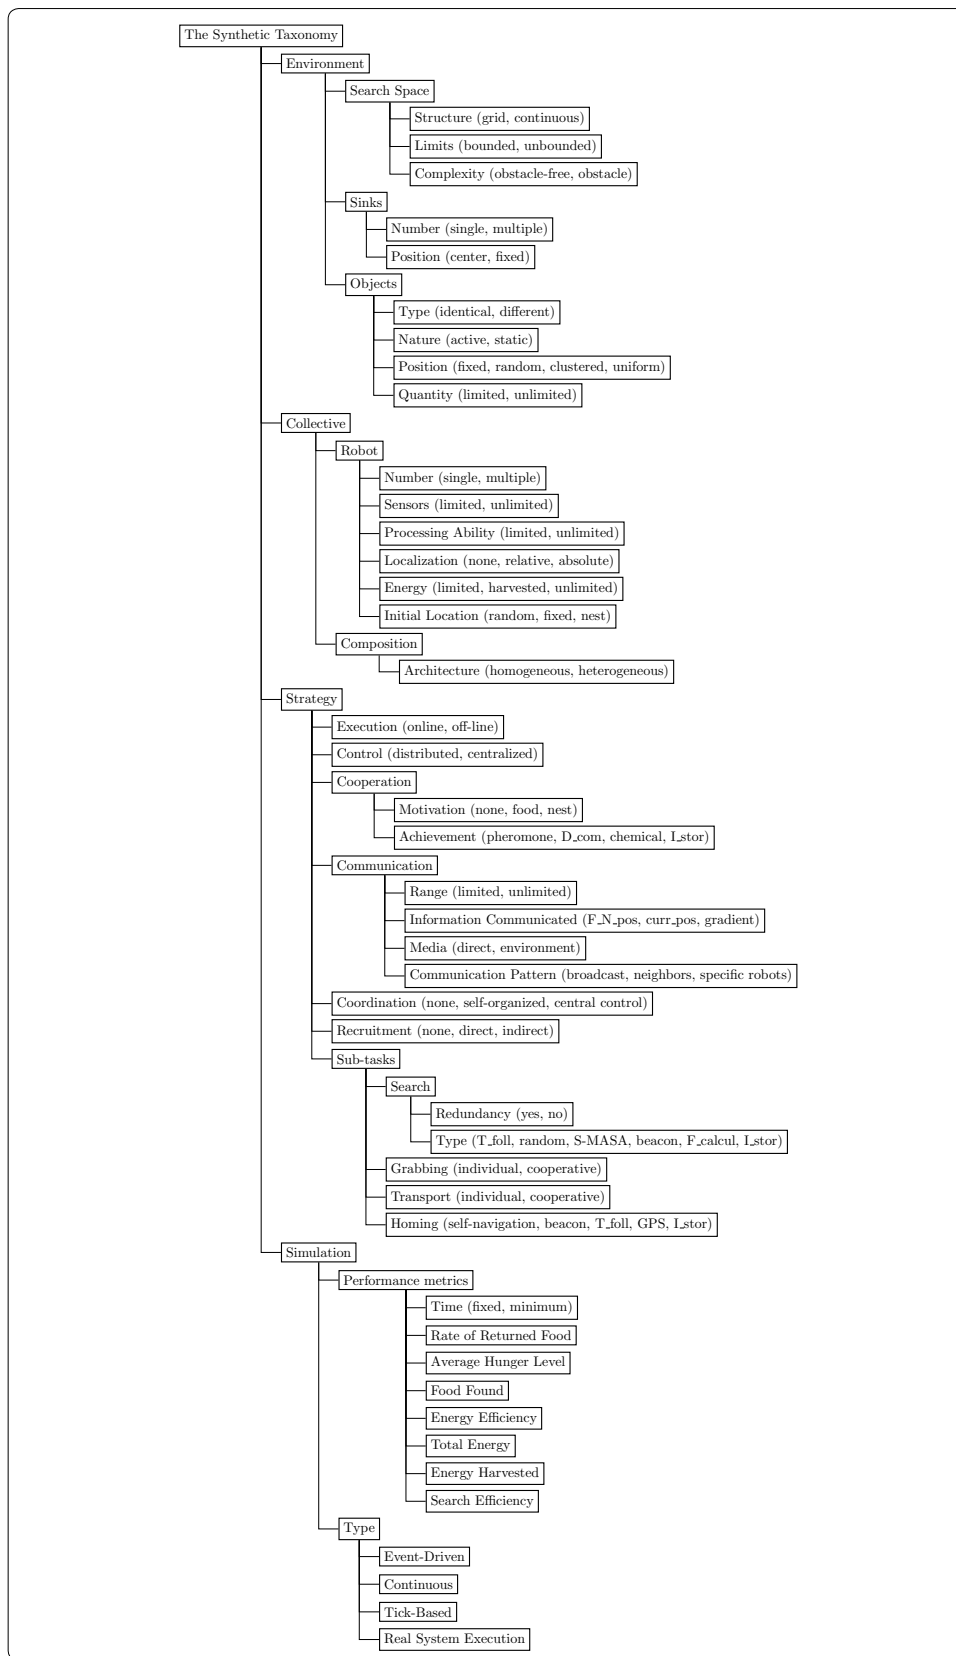 The Synthetic Taxonomy
Environment
Search Space
Structure (grid, continuous)
Limits (bounded, unbounded)
Complexity (obstacle-free, obstacle)
Sinks
Number (single, multiple)
Position (center, fixed)
Objects
Type (identical, different)
Nature (active, static)
Position (fixed, random, clustered, uniform)
Quantity (limited, unlimited)
Collective
Robot
Number (single, multiple)
Sensors (limited, unlimited)
Processing Ability (limited, unlimited)
Localization (none, relative, absolute)
Energy (limited, harvested, unlimited)
Initial Location (random, fixed, nest)
Composition
Architecture (homogeneous, heterogeneous)
Strategy
Execution (online, off-line)
Control (distributed, centralized)
Cooperation
Motivation (none, food, nest)
Achievement (pheromone, D_com, chemical, I_stor)
Communication
Range (limited, unlimited)
Information Communicated (F_N_pos, curr_pos, gradient)
Media (direct, environment)
Communication Pattern (broadcast, neighbors, specific robots)
Coordination (none, self-organized, central control)
Recruitment (none, direct, indirect)
Sub-tasks
Search
Redundancy (yes, no)
Type (T_foll, random, S-MASA, beacon, F_calcul, I_stor)
Grabbing (individual, cooperative)
Transport (individual, cooperative)
Homing (self-navigation, beacon, T_foll, GPS, I_stor)
Simulation
Performance metrics
Time (fixed, minimum)
Rate of Returned Food
Average Hunger Level
Food Found
Energy Efficiency
Total Energy
Energy Harvested
Search Efficiency
Type
Event-Driven
Continuous
Tick-Based
Real System Execution